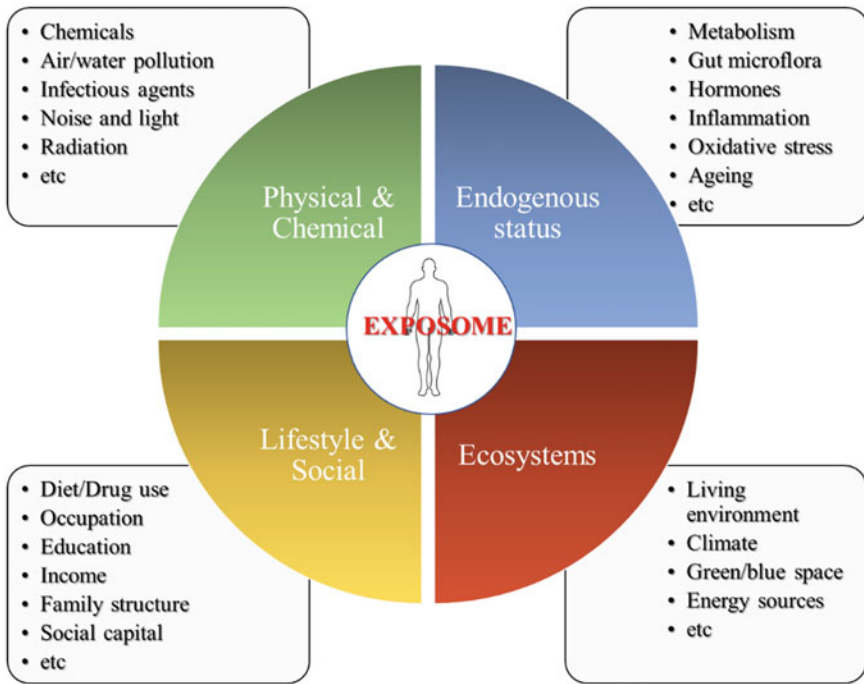 • Chemicals
• Air/water pollution
• Infectious agents
• Noise and light
• Radiation
• etc
• Metabolism
• Gut microflora
• Hormones
• Inflammation
• Oxidative stress
• Ageing
• etc
Physical &
Chemical
Endogenous
status
EXPOSOME
Lifestyle &
Social
Ecosystems
• Diet/Drug use
• Occupation
• Education
• Income
• Family structure
• Social capital
• etc
• Living
environment
• Climate
• Green/blue space
• Energy sources
• etc